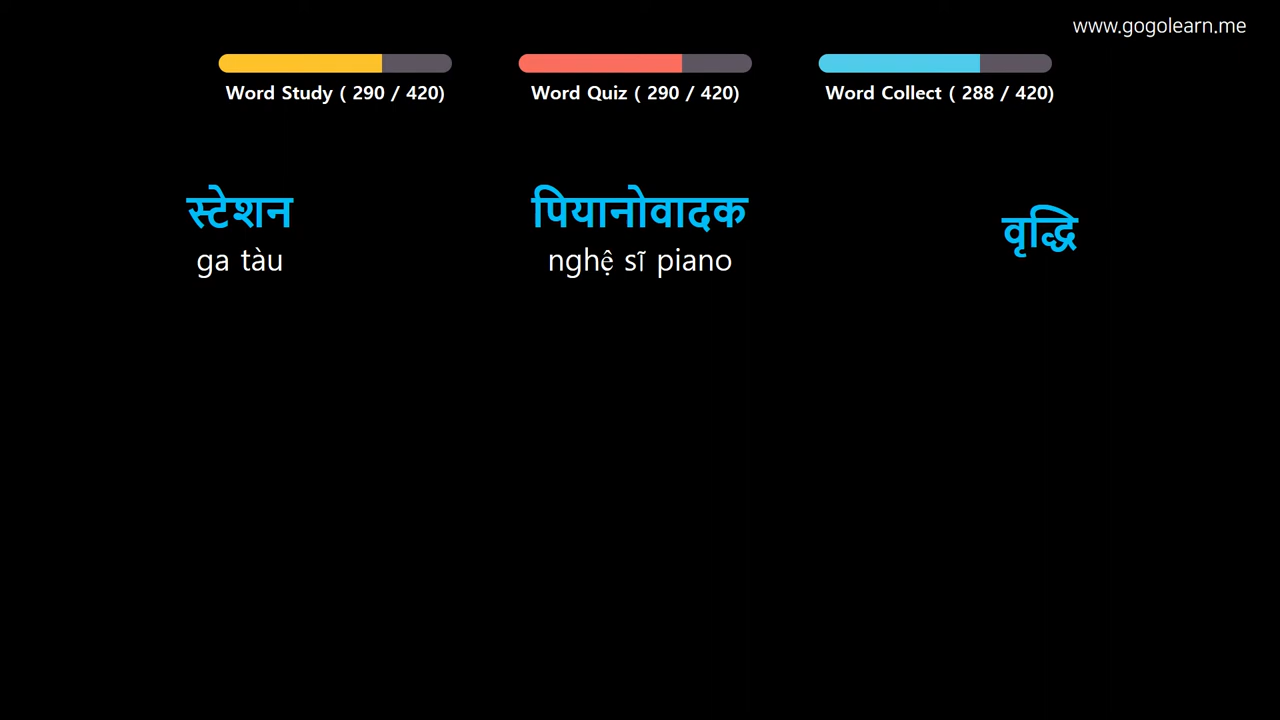 www.gogolearn.me
Word Study ( 290 / 420)
Word Quiz ( 290 / 420)
Word Collect ( 288 / 420)
स्टेशन
ga tàu
पियानोवादक
nghệ sĩ piano
वृद्धि